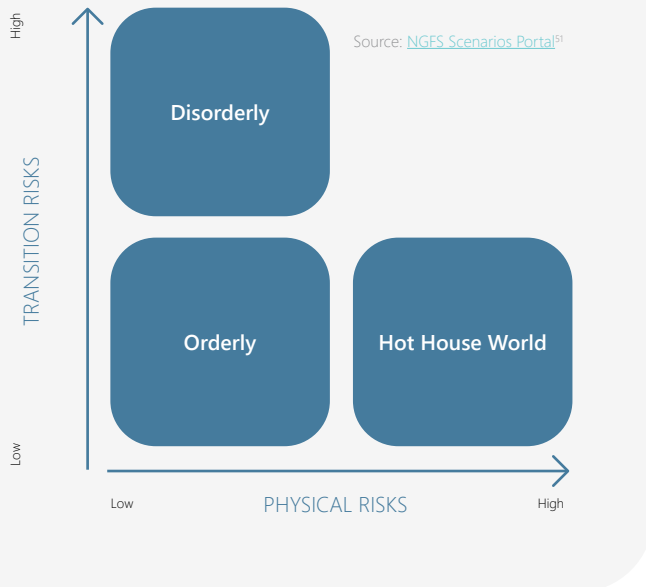 High
Source: NGFS Scenarios Portal51
Disorderly
TRANSITION RISKS
Orderly
Hot House World
Low
Low
PHYSICAL RISKS
High